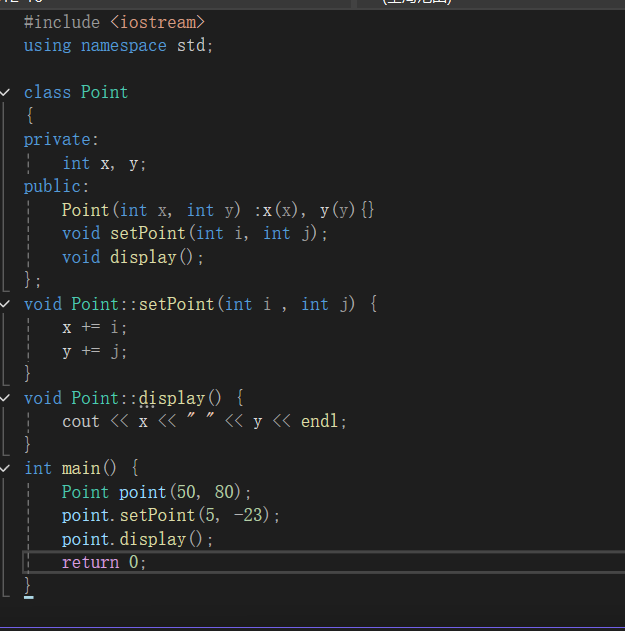 #include <iostream>
using namespace std;
class Point
{
private:
int x, y;
public:
Point(int x, int y) :x(x), y(y){}
void setPoint(int i, int j);
void display();
};
void Point::setPoint(int i , int j) {
x += i;
y += j;
}
void Point::display() {
cout << x << " " << y << endl;
}
int main() {
Point point(50, 80);
point.setPoint(5, -23);
point.display();
return 0;
}